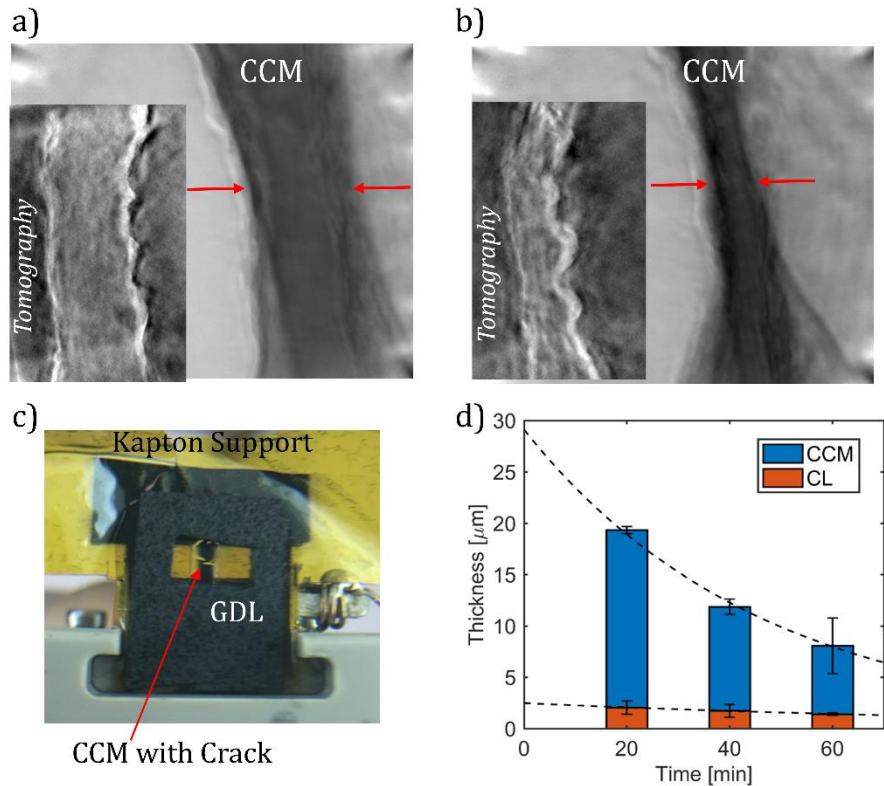 a)
CCM
Tomography
b)
CCM
Tomography
c)
Kapton Support
GDL
CCM with Crack
d)
30
25
20
15
10
5
0
Thickness [μm]
CCM
CL
0 20 40 60
Time [min]